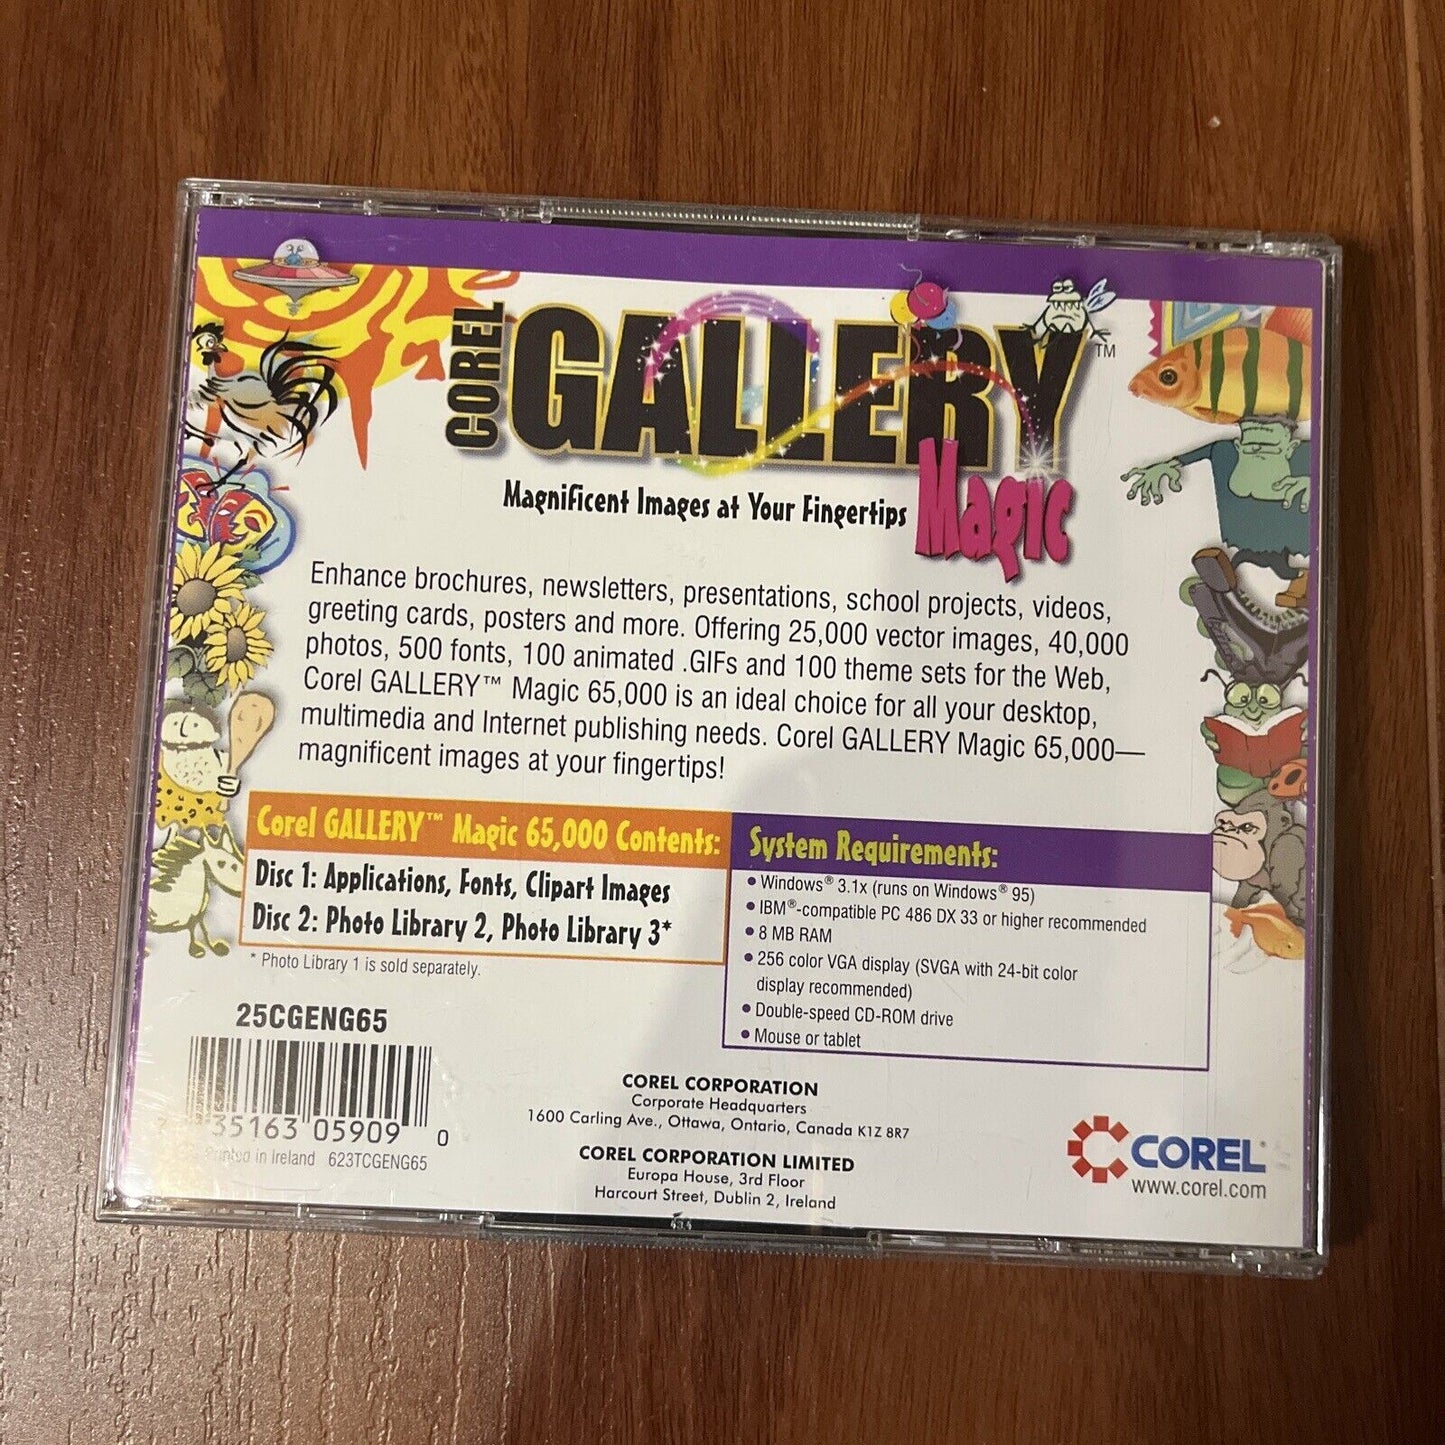 COREL GALLERY™
Magnificent Images at Your Fingertips Magic
Enhance brochures, newsletters, presentations, school projects, videos,
greeting cards, posters and more. Offering 25,000 vector images, 40,000
photos, 500 fonts, 100 animated .GIFs and 100 theme sets for the Web,
Corel GALLERY™ Magic 65,000 is an ideal choice for all your desktop,
multimedia and Internet publishing needs. Corel GALLERY Magic 65,000—
magnificent images at your fingertips!
Corel GALLERY™ Magic 65,000 Contents:
Disc 1: Applications, Fonts, Clipart Images
Disc 2: Photo Library 2, Photo Library 3*
* Photo Library 1 is sold separately.
System Requirements:
• Windows® 3.1x (runs on Windows® 95)
• IBM®-compatible PC 486 DX 33 or higher recommended
• 8 MB RAM
• 256 color VGA display (SVGA with 24-bit color
display recommended)
• Double-speed CD-ROM drive
• Mouse or tablet
25CGENG65
35163 05909 0
Printed in Ireland 623TCGENG65
COREL CORPORATION
Corporate Headquarters
1600 Carling Ave., Ottawa, Ontario, Canada K1Z 8R7
COREL CORPORATION LIMITED
Europa House, 3rd Floor
Harcourt Street, Dublin 2, Ireland
COREL®
www.corel.com